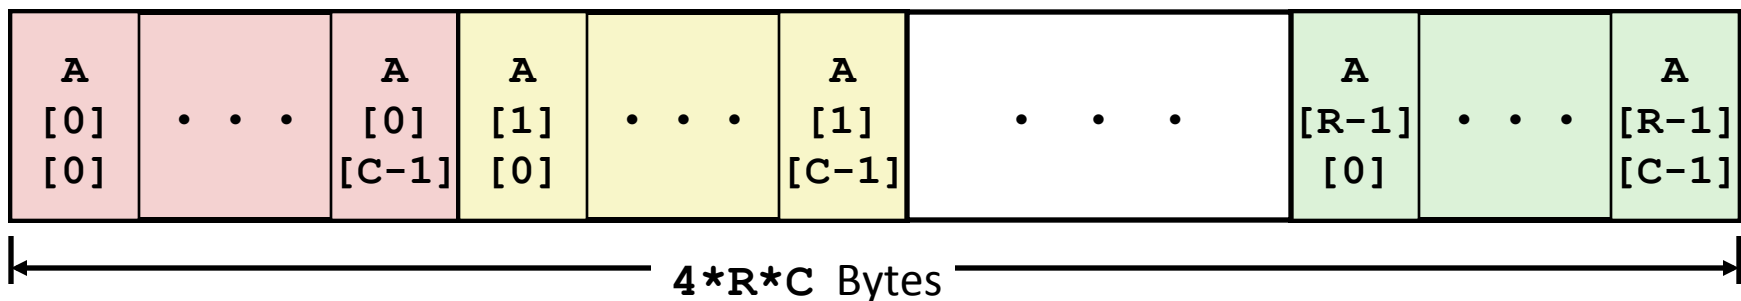 A A A A A A
[0] • • • [0] [1] • • • [1] • • • [R-1] • • • [R-1]
[0] [C-1] [0] [C-1] [0] [C-1]
4*R*C Bytes